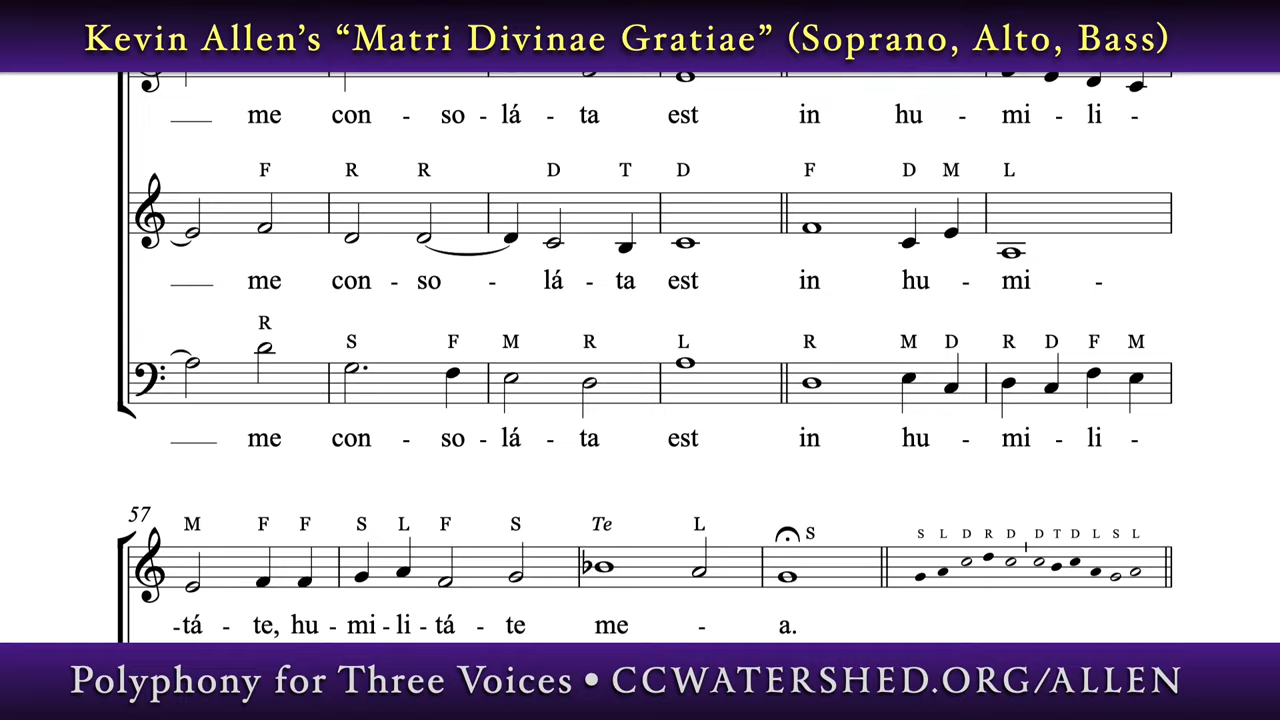 Kevin Allen’s “Matri Divinae Gratiae” (Soprano, Alto, Bass)
me con - so - lá - ta est in hu - mi - li -
F R R D T D F D M L
me con - so - lá - ta est in hu - mi -
R S F M R L R M D R D F M
me con - so - lá - ta est in hu - mi - li -
57
M F F S L F S Te L S S L D R D D T D L S L
-tá - te, hu - mi - li - tá - te me - a.
Polyphony for Three Voices • CCWATERSHED.ORG/ALLEN